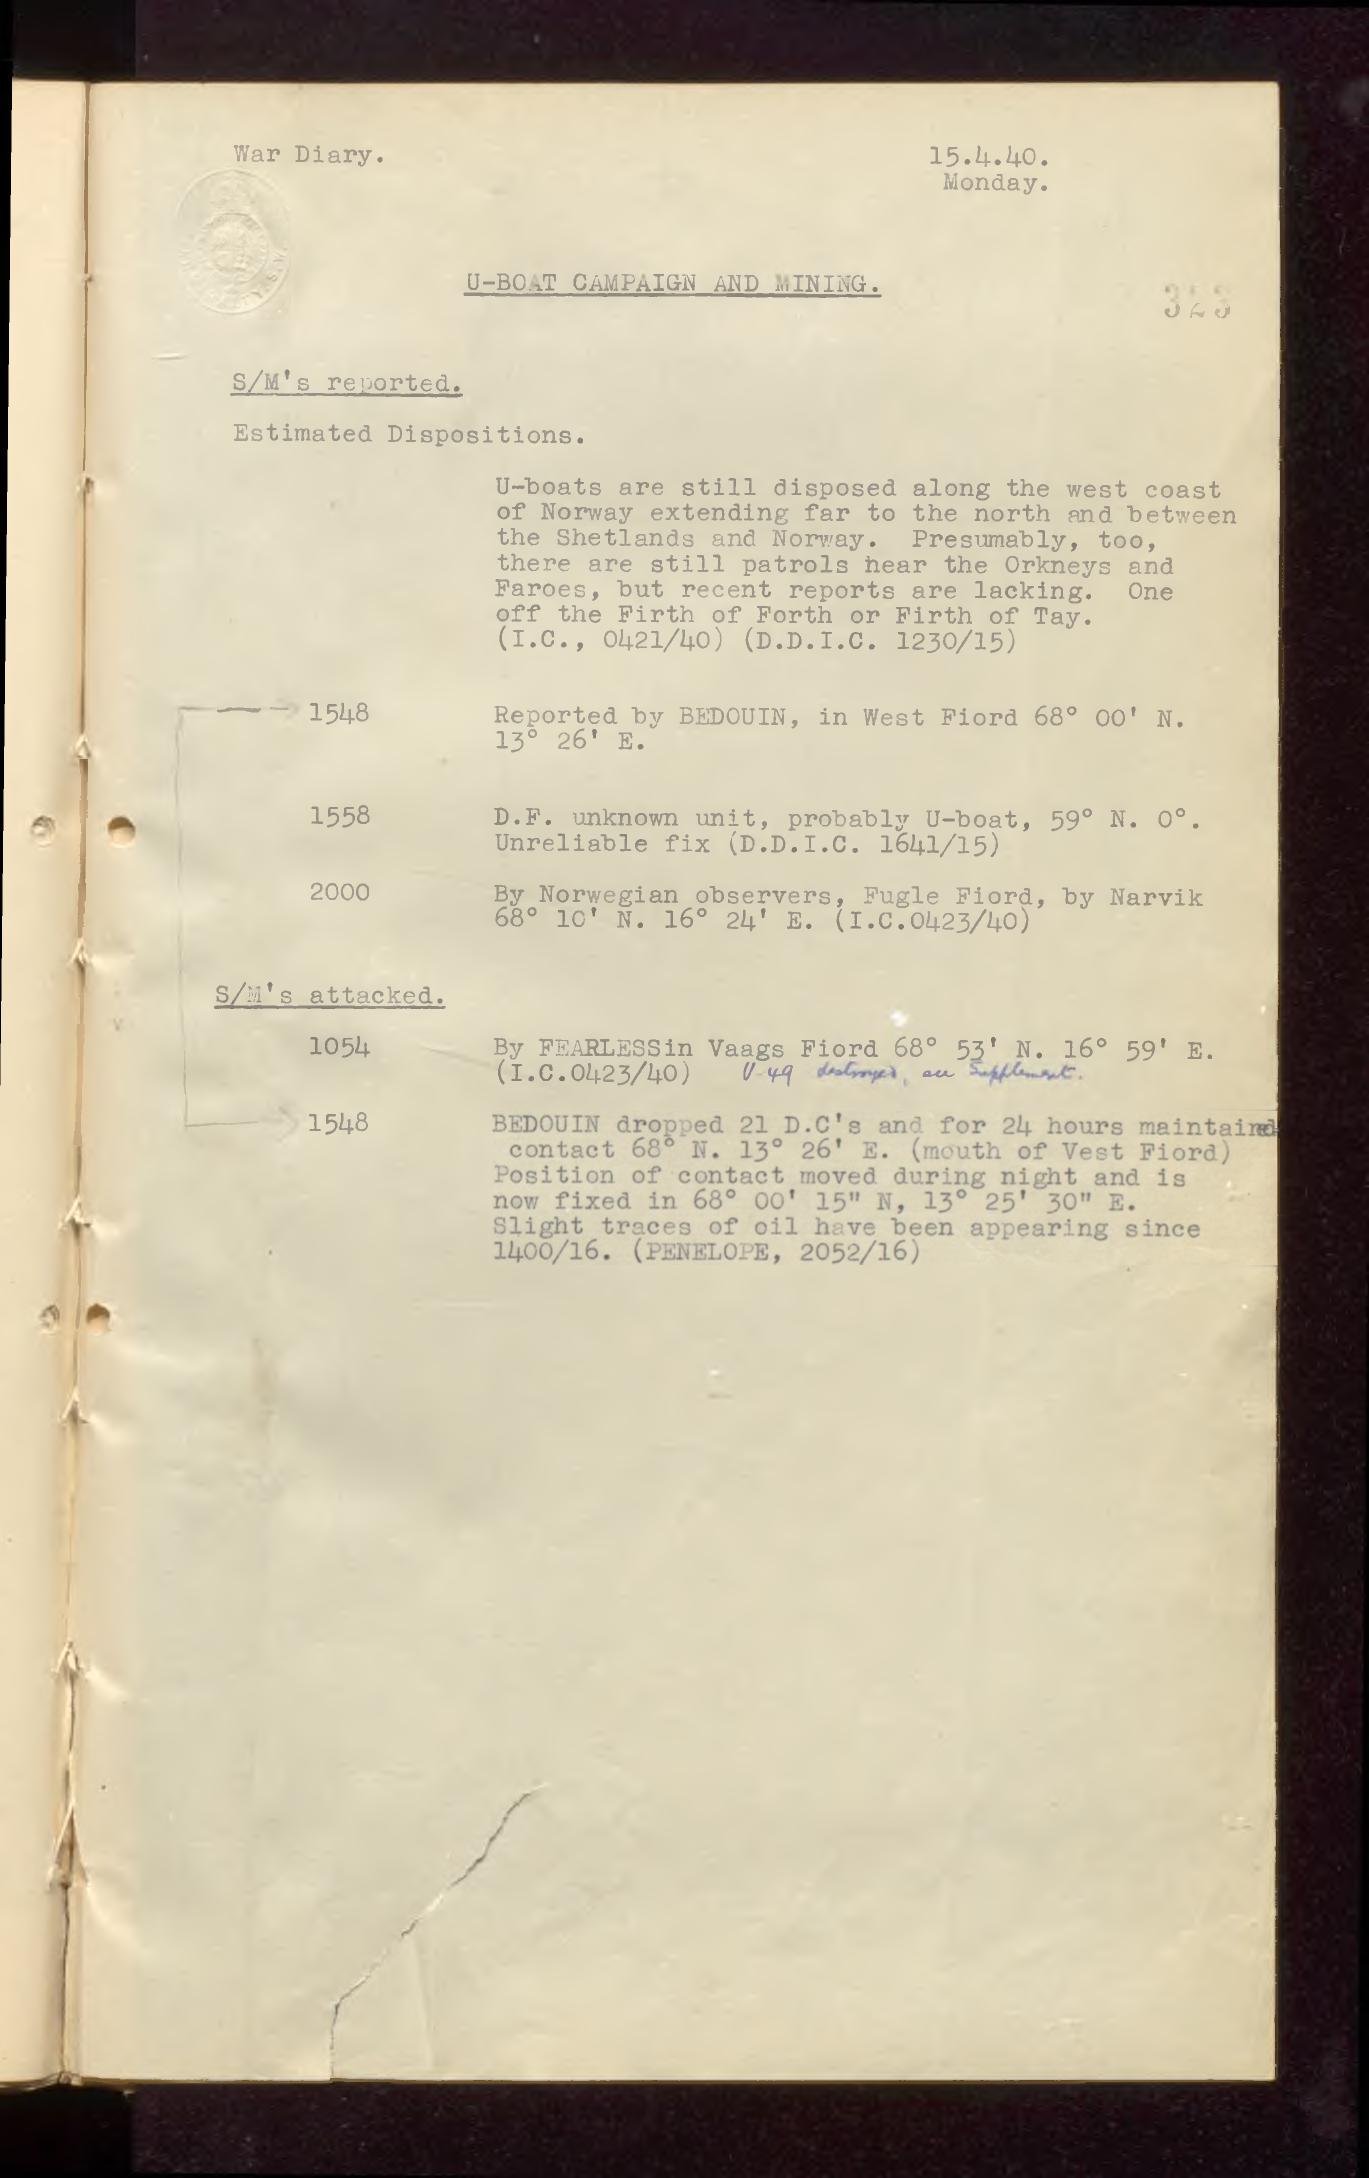 War Diary.
15.4.40.
Monday.
U-BOAT CAMPAIGN AND MINING.
323
S/M's reported.
Estimated Dispositions.
U-boats are still disposed along the west coast
of Norway extending far to the north and between
the Shetlands and Norway. Presumably, too,
there are still patrols near the Orkneys and
Faroes, but recent reports are lacking. One
off the Firth of Forth or Firth of Tay.
(I.C., 0421/40) (D.D.I.C. 1230/15)
1548 Reported by BEDOUIN, in West Fiord 68° 00' N.
13° 26' E.
1558 D.F. unknown unit, probably U-boat, 59° N. 0°.
Unreliable fix (D.D.I.C. 1641/15)
2000 By Norwegian observers, Fugle Fiord, by Narvik
68° 10' N. 16° 24' E. (I.C.0423/40)
S/M's attacked.
1054 By FEARLESSin Vaags Fiord 68° 53' N. 16° 59' E.
(I.C.0423/40) U-49 destroyed, see Supplement.
1548 BEDOUIN dropped 21 D.C's and for 24 hours maintained
contact 68° N. 13° 26' E. (mouth of Vest Fiord)
Position of contact moved during night and is
now fixed in 68° 00' 15" N, 13° 25' 30" E.
Slight traces of oil have been appearing since
1400/16. (PENELOPE, 2052/16)